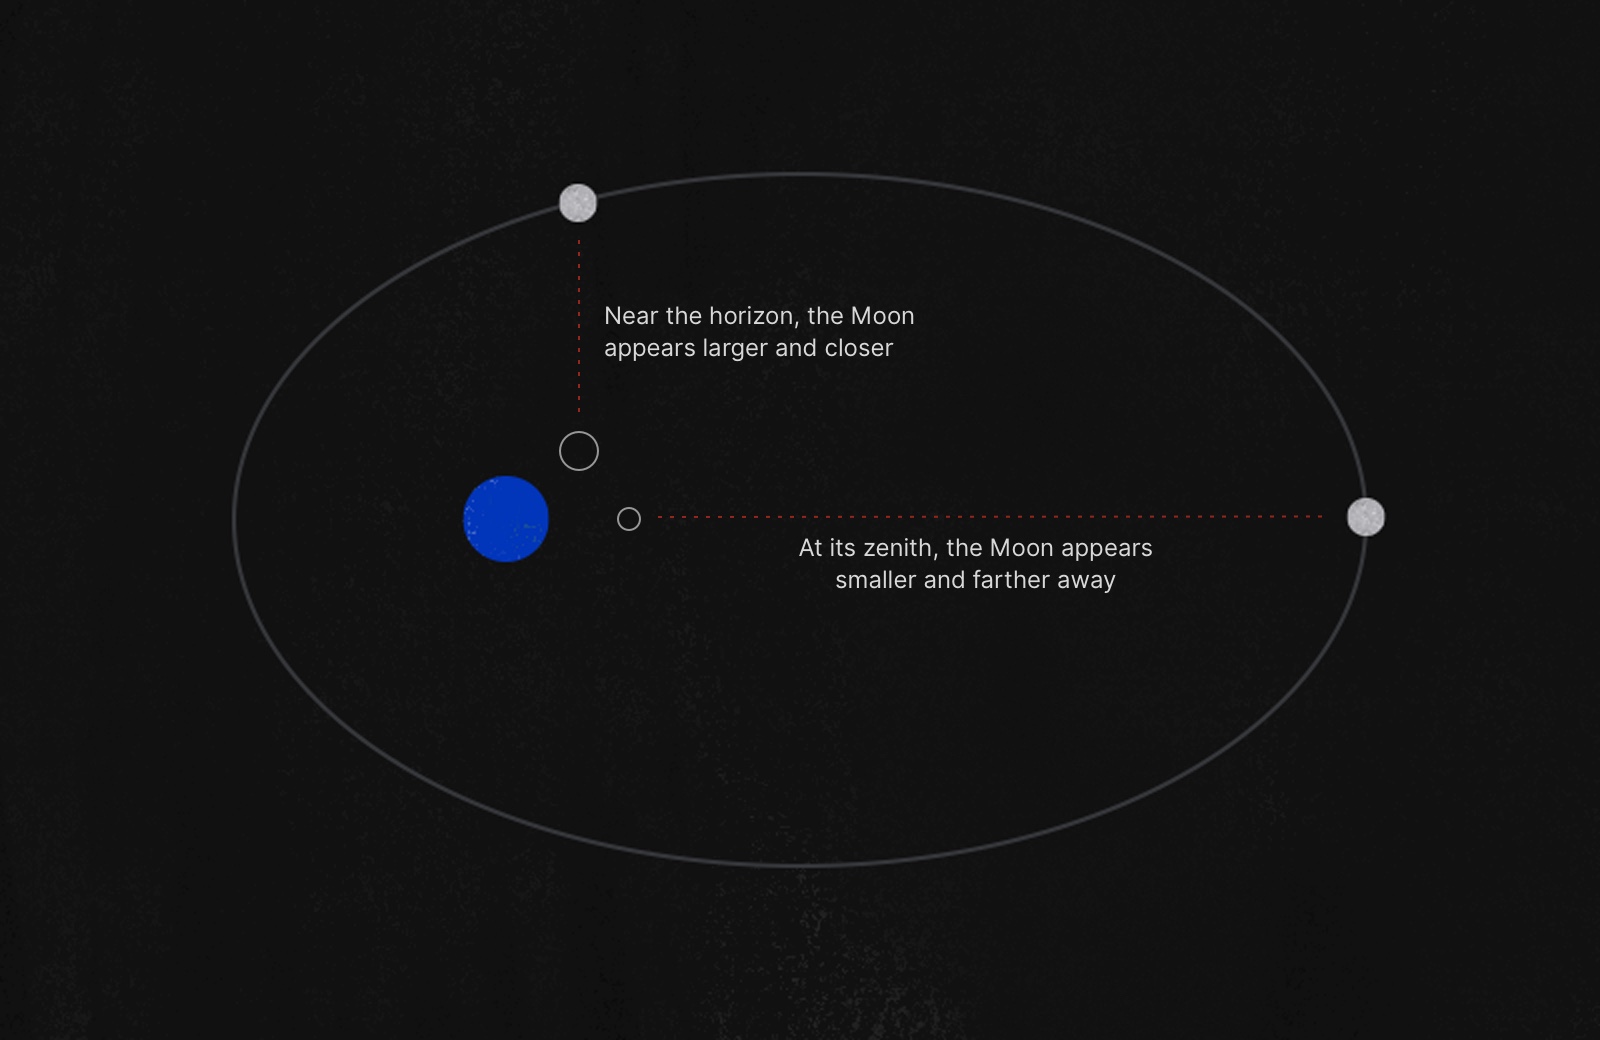 Near the horizon, the Moon
appears larger and closer
At its zenith, the Moon appears
smaller and farther away